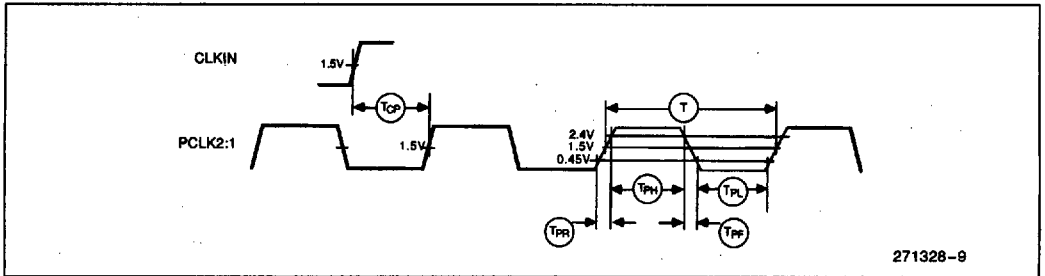 CLKIN
1.5V
TCP
T
PCLK2:1
1.5V
2.4V
1.5V
0.45V
TPH
TPL
TPR
TPF
271328-9